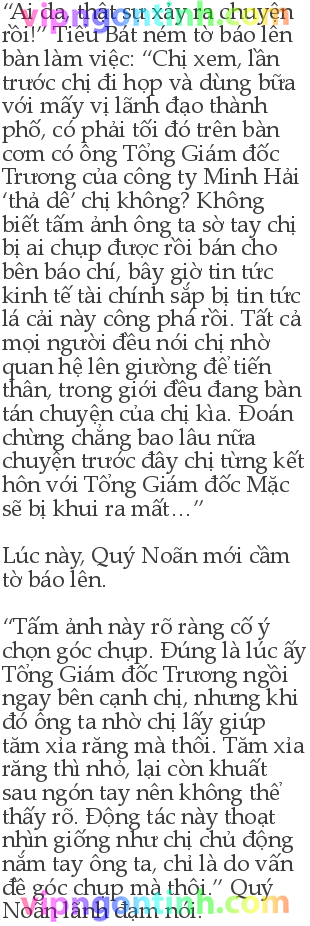 “Ai da, thật sự xảy ra chuyện
rồi!” Tiểu Bát ném tờ báo lên
bàn làm việc: “Chị xem, lần
trước chị đi họp và dùng bữa
với mấy vị lãnh đạo thành
phố, có phải tối đó trên bàn
cơm có ông Tổng Giám đốc
Trương của công ty Minh Hải
‘thả dê’ chị không? Không
biết tấm ảnh ông ta sờ tay chị
bị ai chụp được rồi bán cho
bên báo chí, bây giờ tin tức
kinh tế tài chính sắp bị tin tức
lá cải này công phá rồi. Tất cả
mọi người đều nói chị nhờ
quan hệ lên giường để tiến
thân, trong giới đều đang bàn
tán chuyện của chị kìa. Đoán
chừng chẳng bao lâu nữa
chuyện trước đây chị từng kết
hôn với Tổng Giám đốc Mặc
sẽ bị khui ra mất…”
Lúc này, Quý Noãn mới cầm
tờ báo lên.
“Tấm ảnh này rõ ràng cố ý
chọn góc chụp. Đúng là lúc ấy
Tổng Giám đốc Trương ngồi
ngay bên cạnh chị, nhưng khi
đó ông ta nhờ chị lấy giúp
tăm xỉa răng mà thôi. Tăm xỉa
răng thì nhỏ, lại còn khuất
sau ngón tay nên không thể
thấy rõ. Động tác này thoạt
nhìn giống như chị chủ động
nắm tay ông ta, chỉ là do vấn
đề góc chụp mà thôi.” Quý
Noãn lãnh đạm nói.
vipngontinh.com
vipngontinh.com